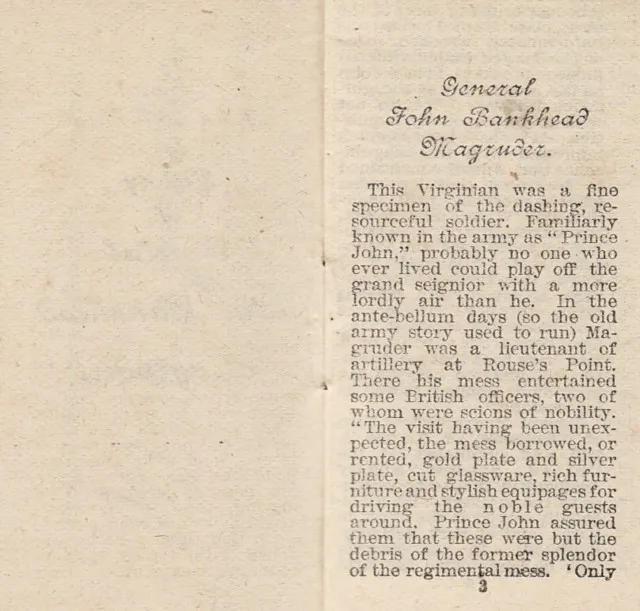 General
John Bankhead
Magruder.
This Virginian was a fine
specimen of the dashing, re-
sourceful soldier. Familiarly
known in the army as "Prince
John," probably no one who
ever lived could play off the
grand seignior with a more
lordly air than he. In the
ante-bellum days (so the old
army story used to run) Ma-
gruder was a lieutenant of
artillery at Rouse's Point.
There his mess entertained
some British officers, two of
whom were scions of nobility.
"The visit having been unex-
pected, the mess borrowed, or
rented, gold plate and silver
plate, cut glassware, rich fur-
niture and stylish equipages for
driving the noble guests
around. Prince John assured
them that these were but the
debris of the former splendor
of the regimental mess. 'Only
3